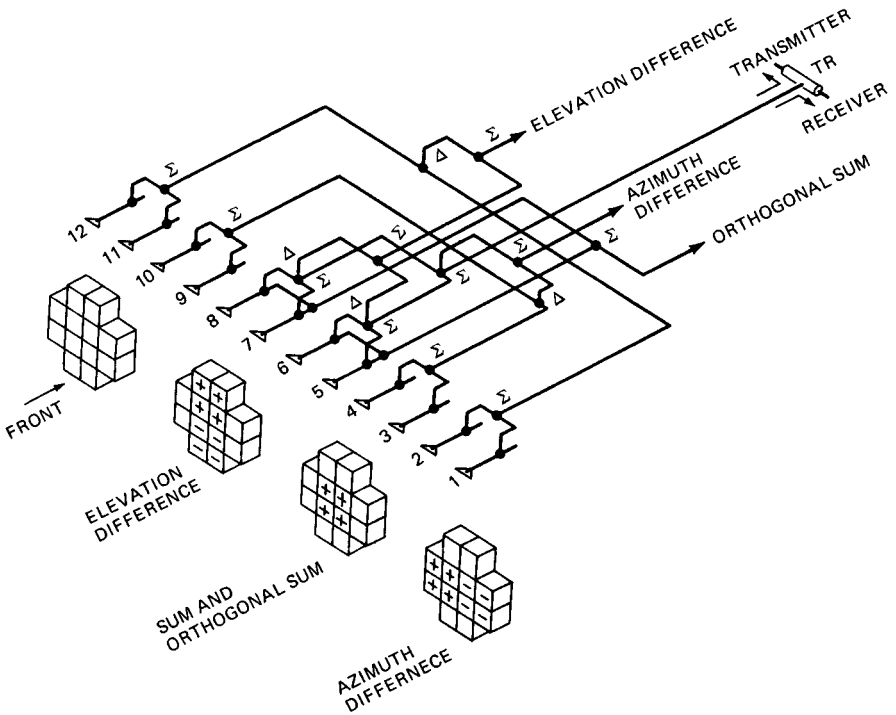 TRANSMITTER
TR
RECEIVER
ELEVATION DIFFERENCE
AZIMUTH
DIFFERENCE
ORTHOGONAL SUM
Σ
Δ
Σ
Σ
Σ
Δ
Σ
Σ
Σ
Σ
Δ
Δ
Σ
Σ
Σ
12
11
10
9
8
7
6
5
4
3
2
1
FRONT
+ +
+ +
− −
− −
ELEVATION
DIFFERENCE
+ +
+ +
SUM AND
ORTHOGONAL SUM
+ + − −
+ + − −
AZIMUTH
DIFFERNECE